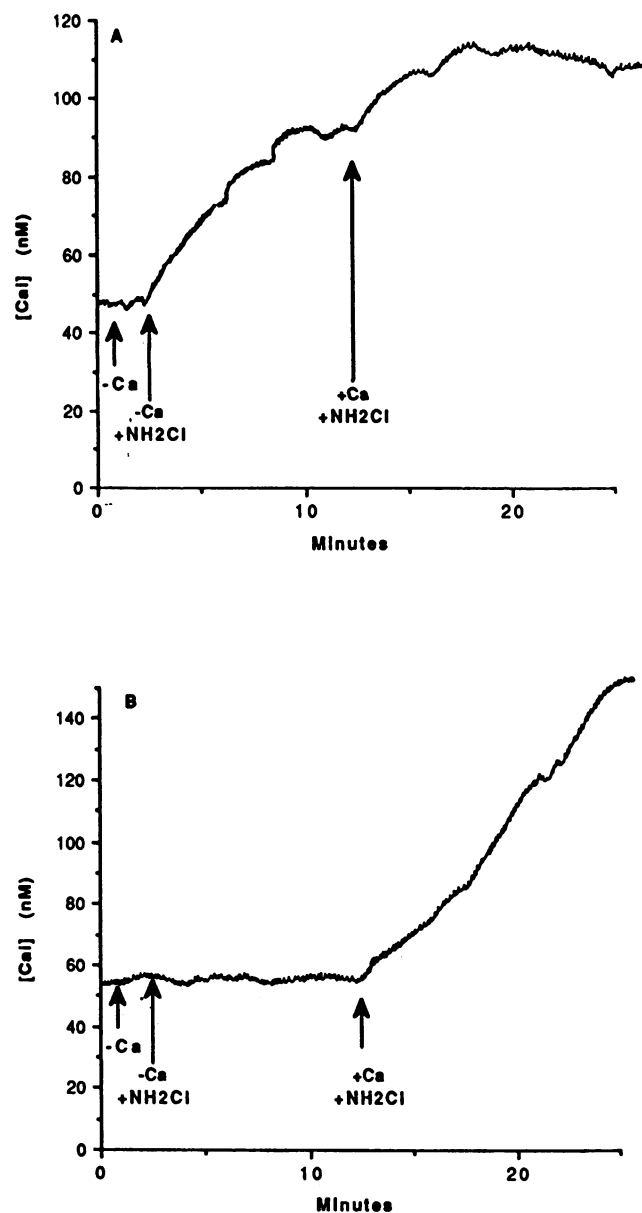 A
120
100
80
60
40
20
0
[CaI] (nM)
-Ca
-Ca
+NH2Cl
+Ca
+NH2Cl
0
10
20
Minutes
B
140
120
100
80
60
40
20
0
[CaI] (nM)
-Ca
-Ca
+NH2Cl
+Ca
+NH2Cl
0
10
20
Minutes